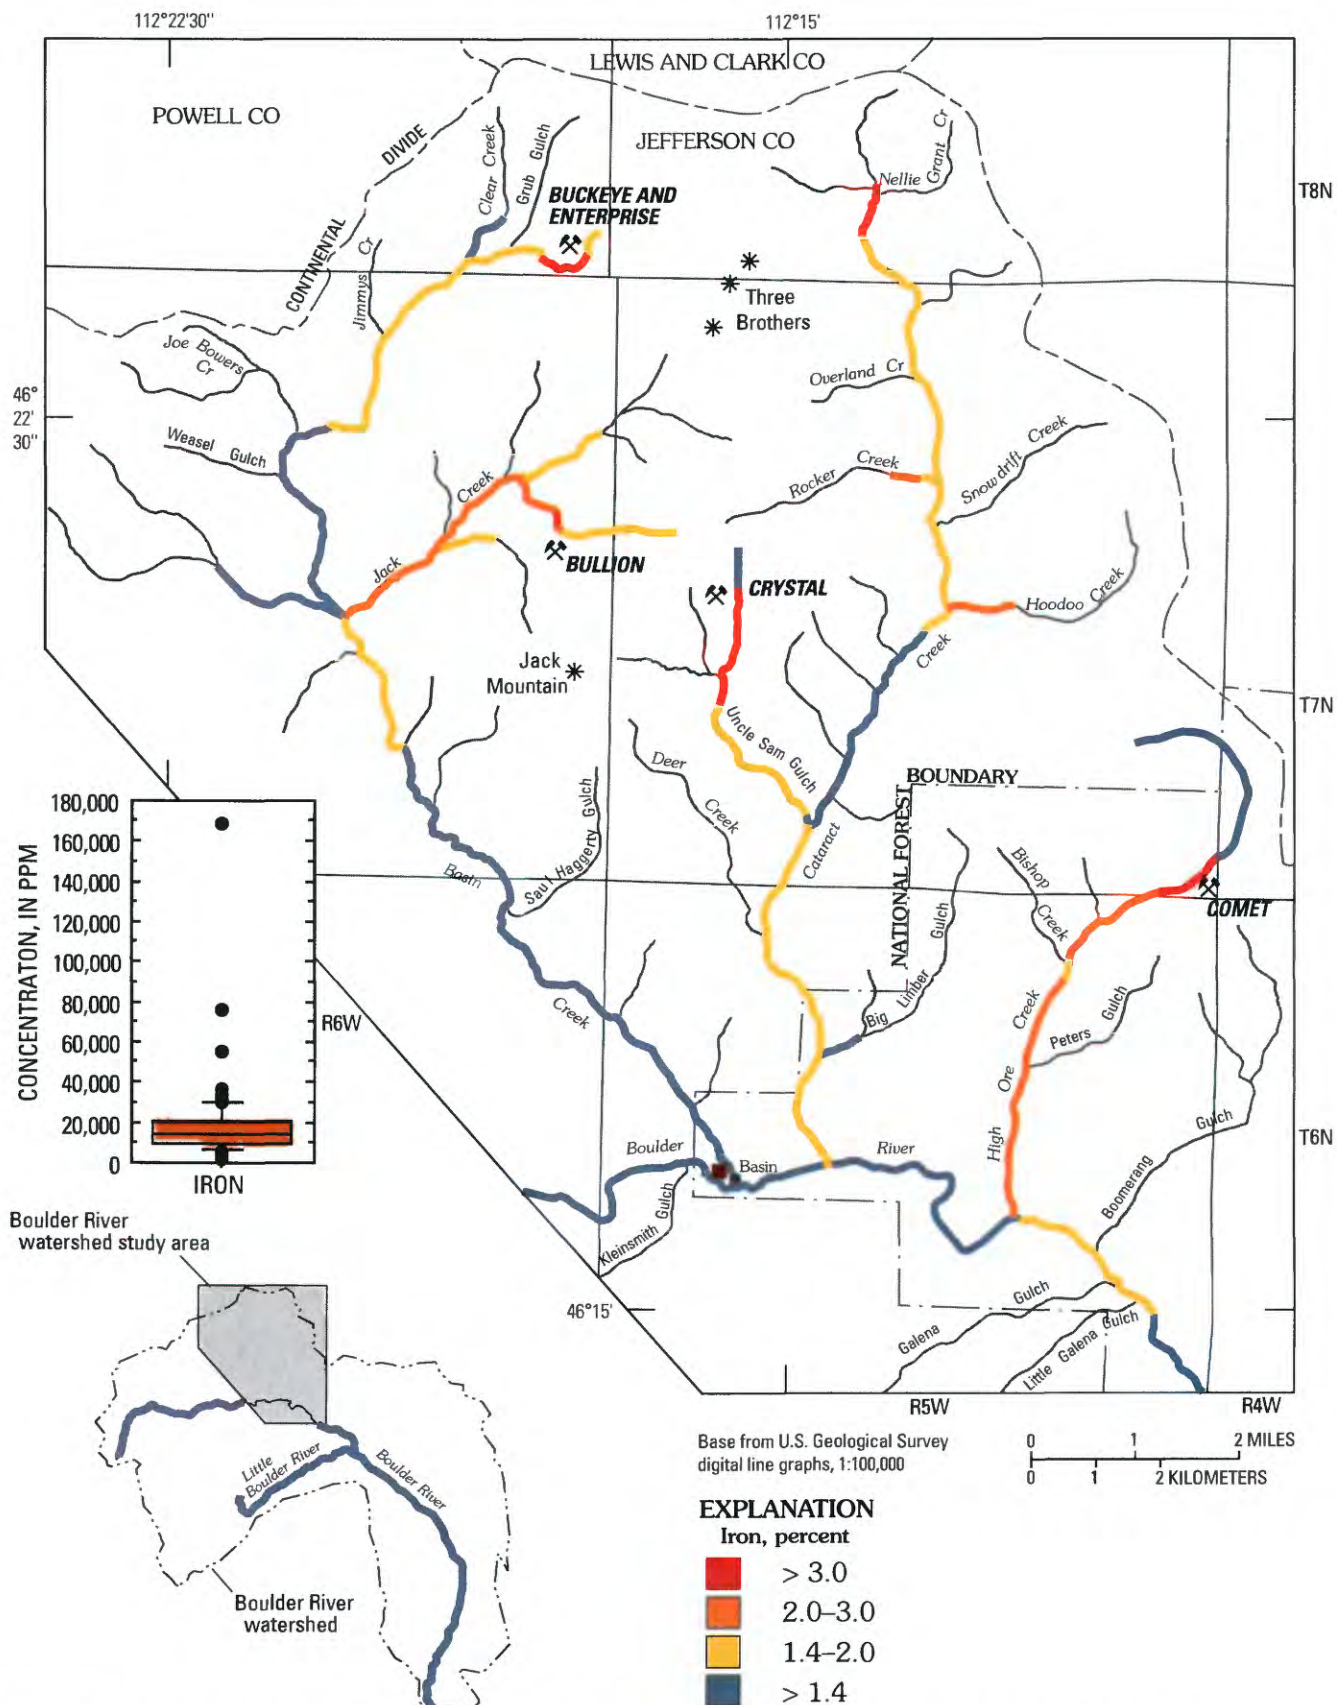 112°22'30"
112°15'
LEWIS AND CLARK CO
POWELL CO
JEFFERSON CO
CONTINENTAL
DIVIDE
Clear Creek
Grub Gulch
Nellie
Grant Cr
T8N
BUCKEYE AND
ENTERPRISE
Jimmys Cr
Three
Brothers
Joe Bowers
Cr
Overland Cr
46°
22'
30"
Weasel Gulch
Jack
Creek
Rocker
Creek
Snowdrift Creek
BULLION
CRYSTAL
Hoodoo Creek
Creek
Jack
Mountain
T7N
Uncle Sam Gulch
Deer
Creek
Cataract
NATIONAL FOREST
BOUNDARY
Saul Haggerty Gulch
Basin
Creek
Bishop
Creek
COMET
Big Limber
Gulch
Peters Gulch
R6W
High Ore Creek
T6N
Boulder
Basin
River
Kleinsmith Gulch
Boomerang
Gulch
46°15'
Galena
Gulch
Little Galena Gulch
R5W
R4W
CONCENTRATON, IN PPM
180,000
160,000
140,000
120,000
100,000
80,000
60,000
40,000
20,000
0
IRON
Boulder River
watershed study area
Little
Boulder River
Boulder River
Boulder River
watershed
Base from U.S. Geological Survey
digital line graphs, 1:100,000
0 1 2 MILES
0 1 2 KILOMETERS
EXPLANATION
Iron, percent
> 3.0
2.0–3.0
1.4–2.0
> 1.4